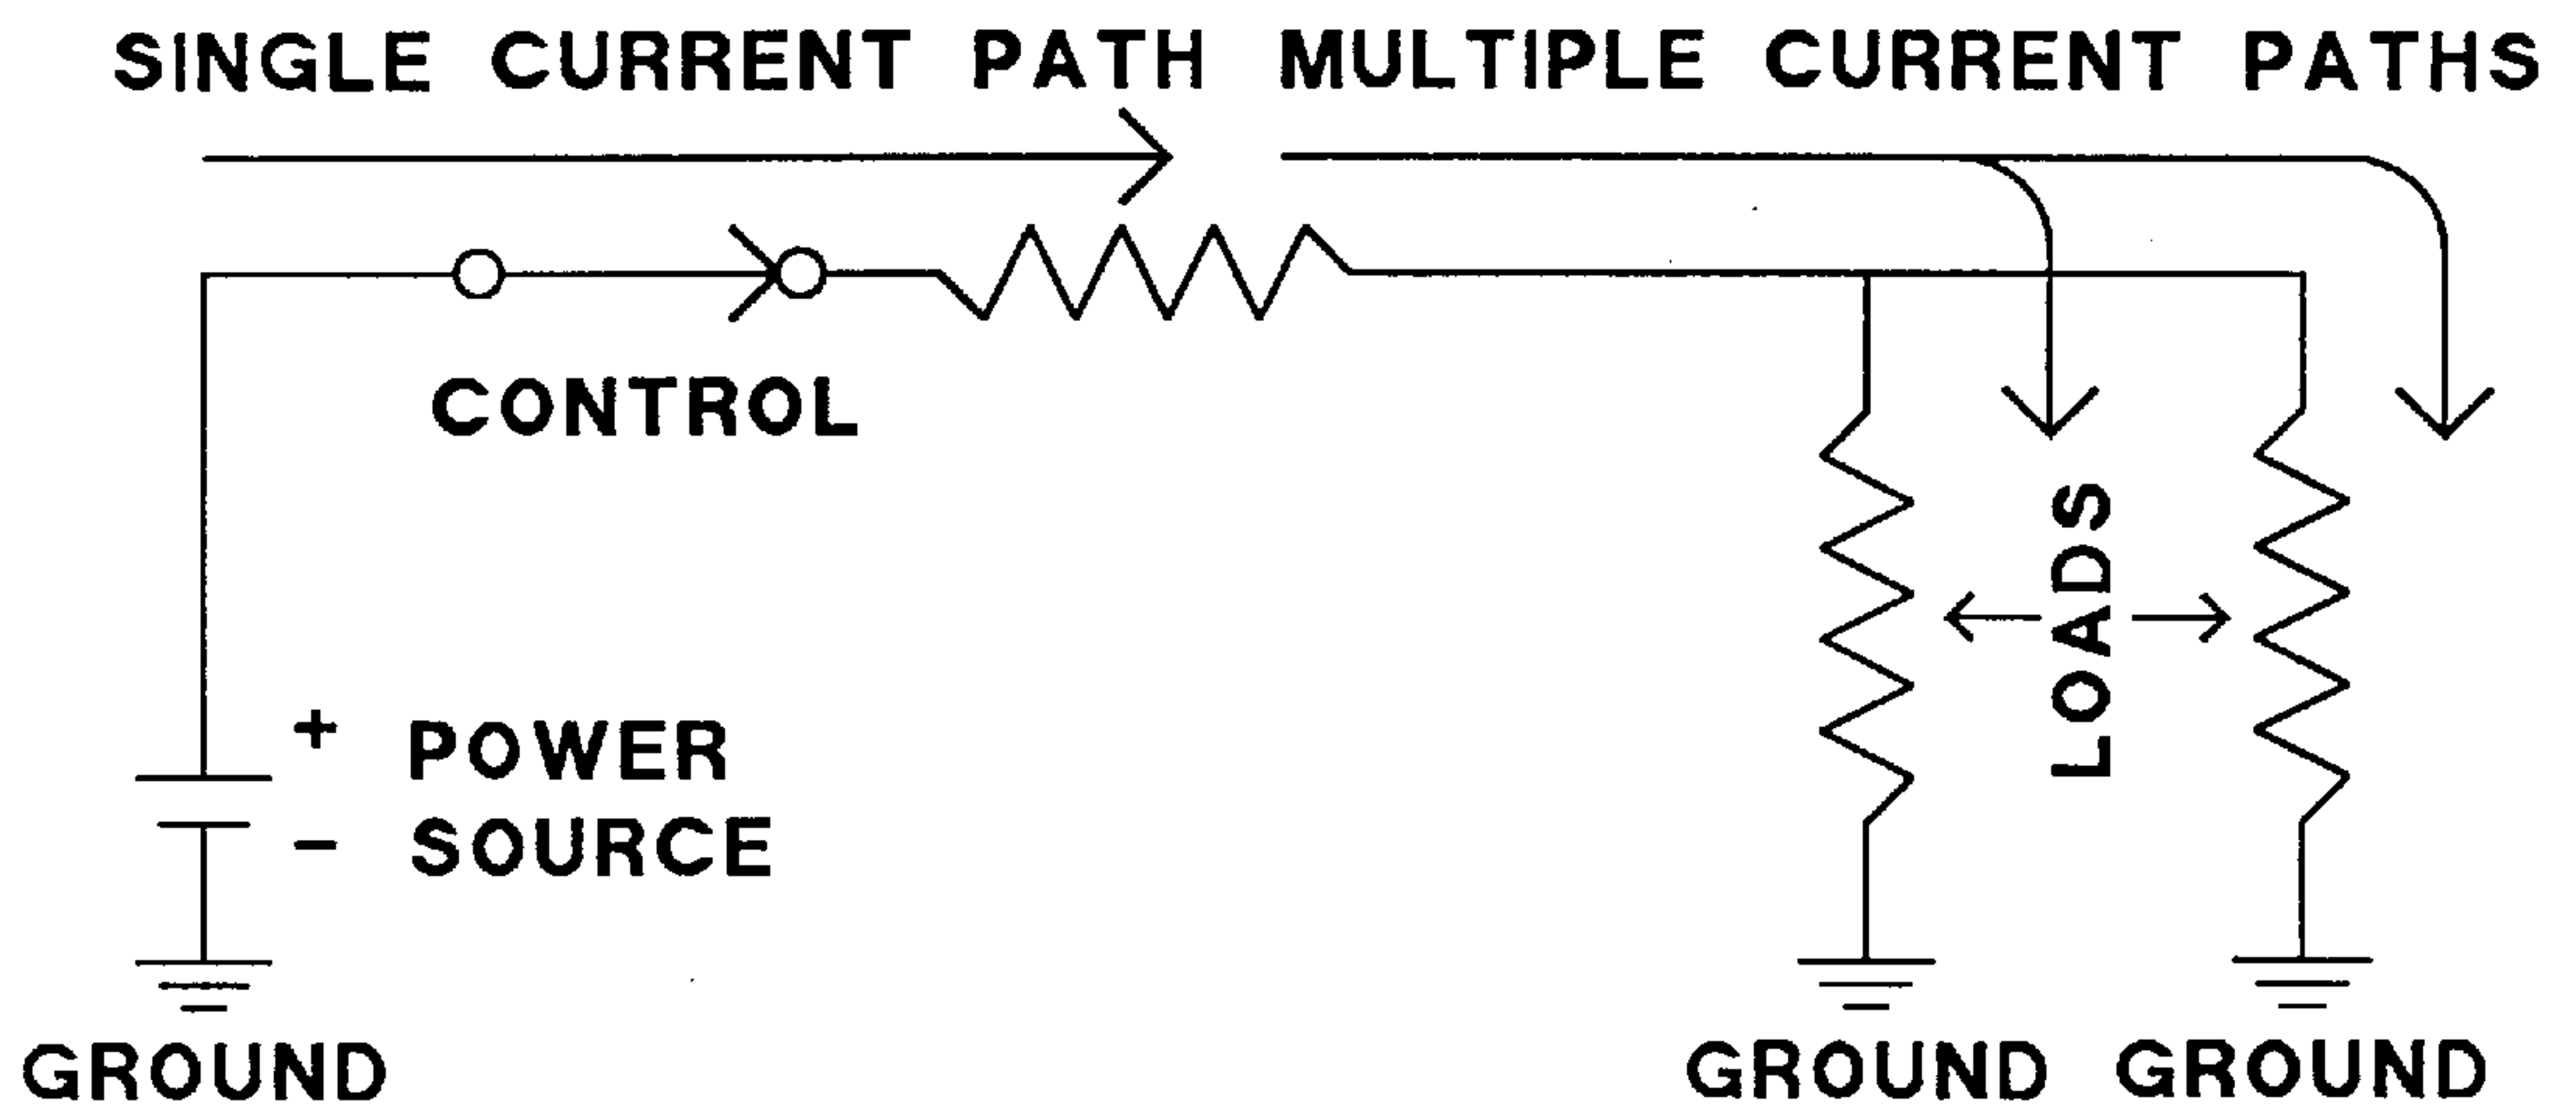 SINGLE CURRENT PATH MULTIPLE CURRENT PATHS
CONTROL
LOADS
+ POWER
- SOURCE
GROUND
GROUND GROUND